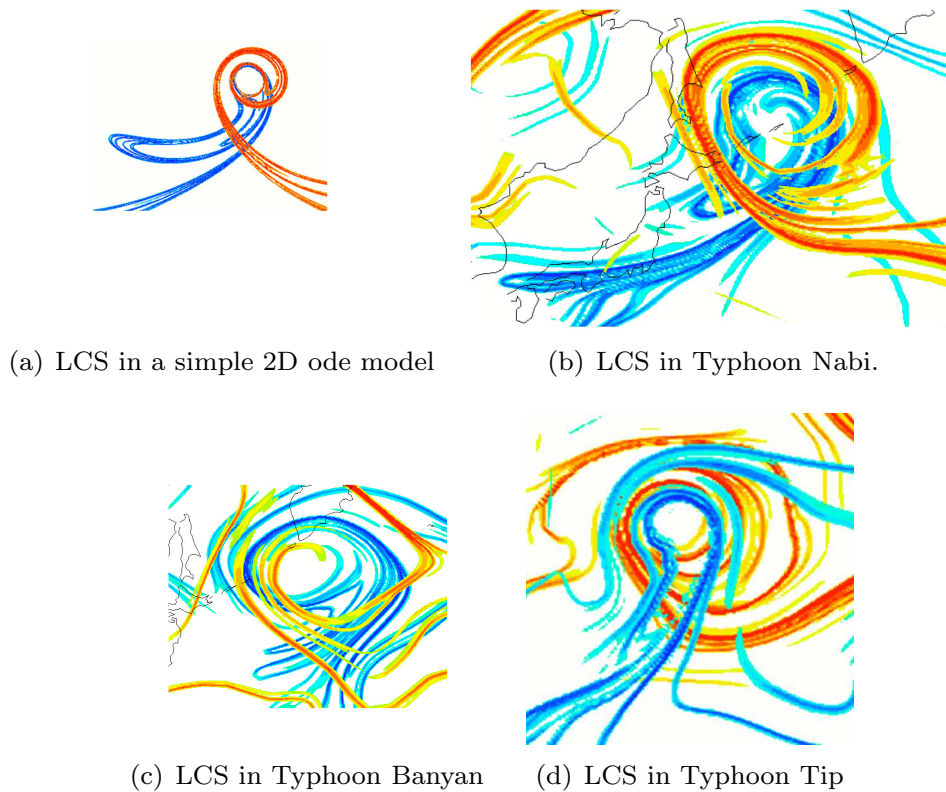 (a) LCS in a simple 2D ode model
(b) LCS in Typhoon Nabi.
(c) LCS in Typhoon Banyan
(d) LCS in Typhoon Tip